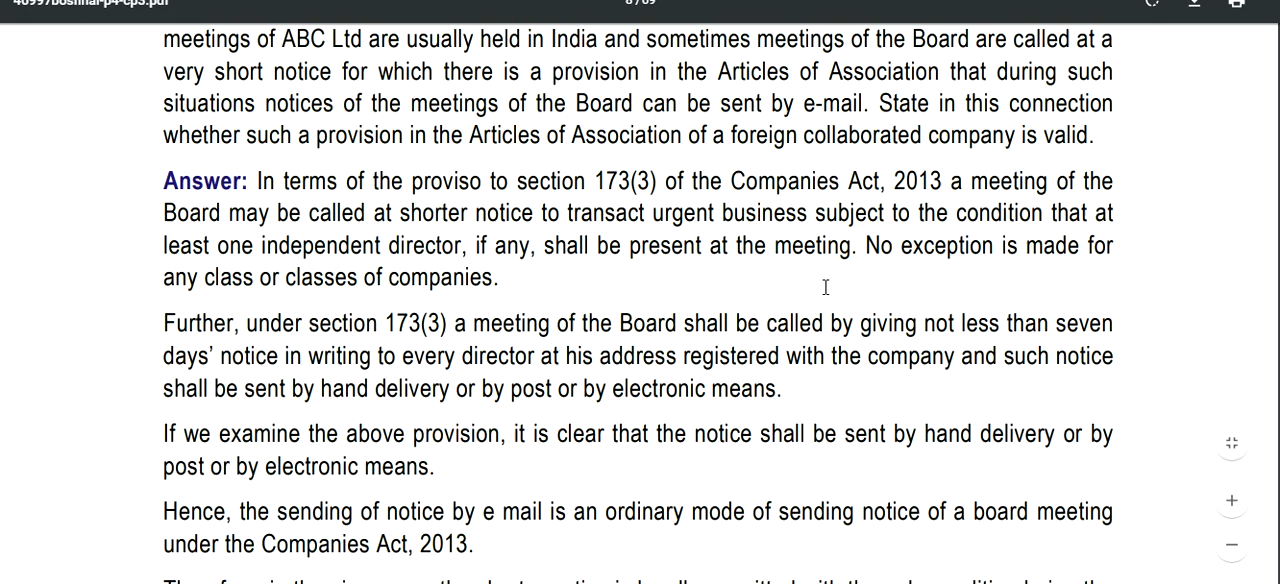 meetings of ABC Ltd are usually held in India and sometimes meetings of the Board are called at a
very short notice for which there is a provision in the Articles of Association that during such
situations notices of the meetings of the Board can be sent by e-mail. State in this connection
whether such a provision in the Articles of Association of a foreign collaborated company is valid.
Answer: In terms of the proviso to section 173(3) of the Companies Act, 2013 a meeting of the
Board may be called at shorter notice to transact urgent business subject to the condition that at
least one independent director, if any, shall be present at the meeting. No exception is made for
any class or classes of companies.
Further, under section 173(3) a meeting of the Board shall be called by giving not less than seven
days’ notice in writing to every director at his address registered with the company and such notice
shall be sent by hand delivery or by post or by electronic means.
If we examine the above provision, it is clear that the notice shall be sent by hand delivery or by
post or by electronic means.
Hence, the sending of notice by e mail is an ordinary mode of sending notice of a board meeting
under the Companies Act, 2013.